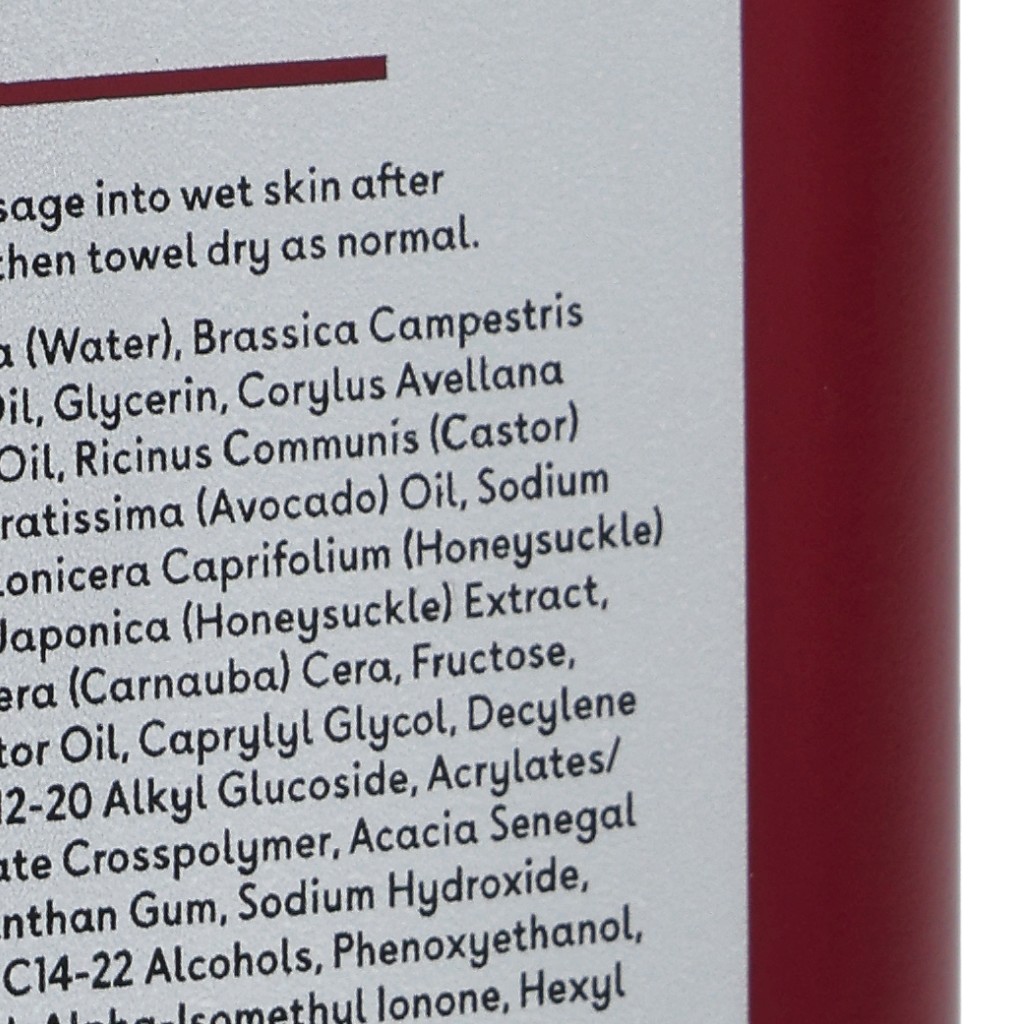 sage into wet skin after
then towel dry as normal.
a (Water), Brassica Campestris
Oil, Glycerin, Corylus Avellana
Oil, Ricinus Communis (Castor)
ratissima (Avocado) Oil, Sodium
Lonicera Caprifolium (Honeysuckle)
Japonica (Honeysuckle) Extract,
era (Carnauba) Cera, Fructose,
tor Oil, Caprylyl Glycol, Decylene
12-20 Alkyl Glucoside, Acrylates/
ate Crosspolymer, Acacia Senegal
nthan Gum, Sodium Hydroxide,
C14-22 Alcohols, Phenoxyethanol,
Alpha-Isomethyl Ionone, Hexyl